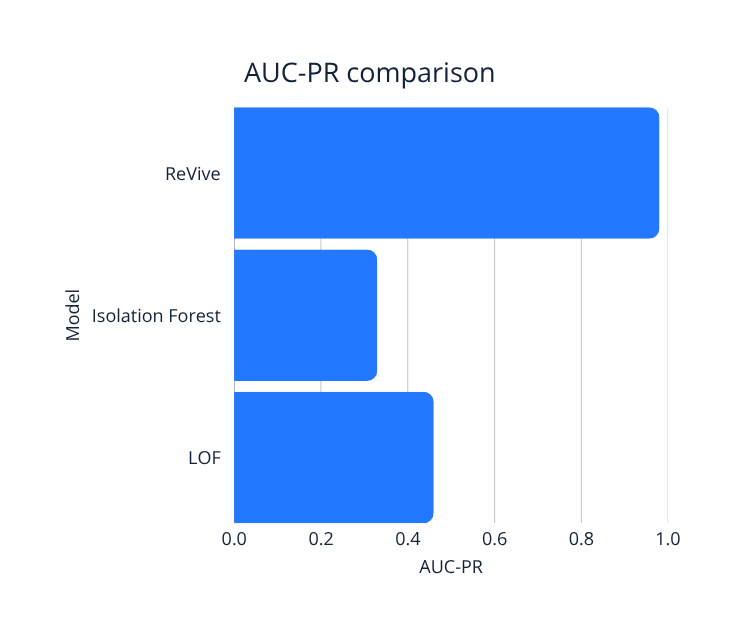 AUC-PR comparison
ReVive
Isolation Forest
LOF
Model
0.0 0.2 0.4 0.6 0.8 1.0
AUC-PR